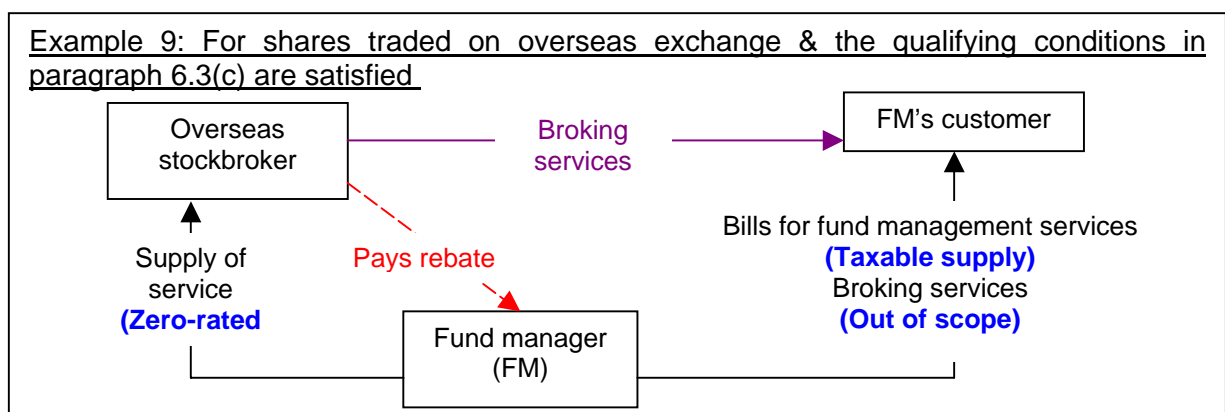 Example 9: For shares traded on overseas exchange & the qualifying conditions in
paragraph 6.3(c) are satisfied
Overseas
stockbroker
Broking
services
FM's customer
Supply of
service
(Zero-rated
Pays rebate
Bills for fund management services
(Taxable supply)
Broking services
(Out of scope)
Fund manager
(FM)